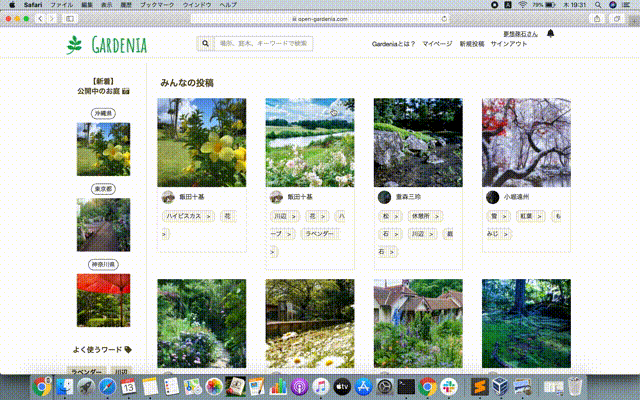 Safari ファイル 編集 表示 履歴 ブックマーク ウインドウ ヘルプ
79% 木 19:31
open-gardenia.com
GARDENIA
場所、庭木、キーワードで検索
夢想疎石さん
Gardeniaとは？ マイページ 新規投稿 サインアウト
【新着】
公開中のお庭
沖縄県
東京都
神奈川県
よく使うワード
ラベンダー 川辺
みんなの投稿
飯田十基
ハイビスカス > 花
>
飯田十基
川辺 > 花 > ハ
ーブ > ラベンダー
>
重森三玲
松 > 休憩所 >
石 > 川辺 > 庭
石 >
小堀遠州
鷺 > 紅葉 > も
みじ >